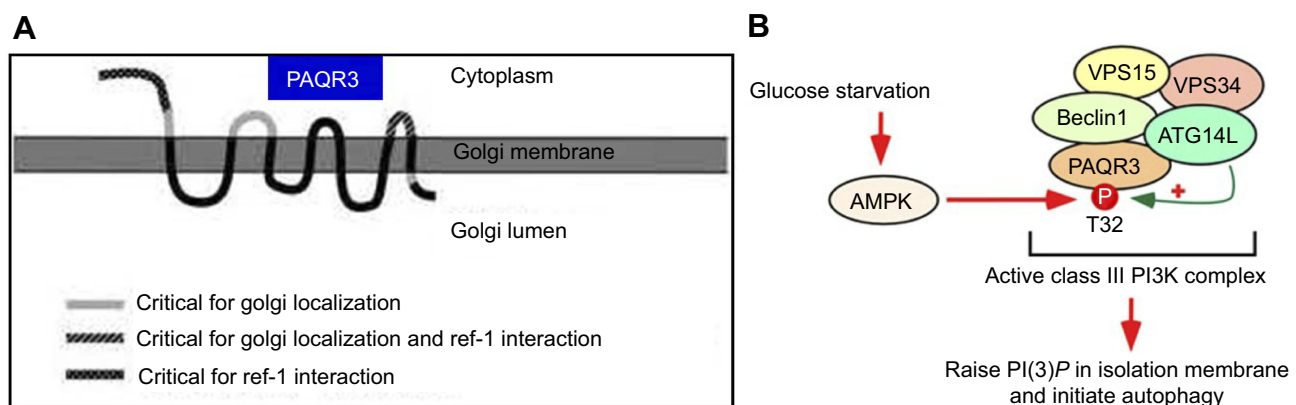 A
PAQR3
Cytoplasm
Golgi membrane
Golgi lumen
Critical for golgi localization
Critical for golgi localization and ref-1 interaction
Critical for ref-1 interaction
B
Glucose starvation
AMPK
VPS15
VPS34
Beclin1
ATG14L
PAQR3
P
+
T32
Active class III PI3K complex
Raise PI(3)P in isolation membrane
and initiate autophagy